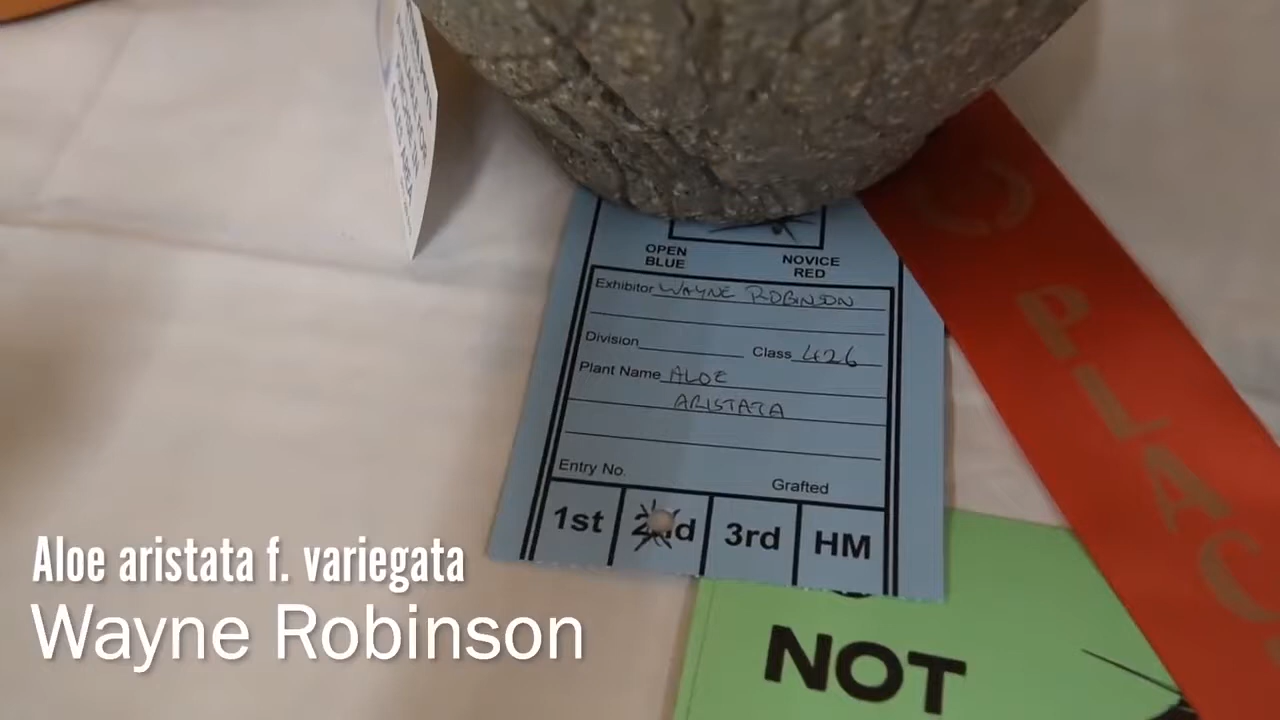 OPEN BLUE
NOVICE RED
Exhibitor WAYNE ROBINSON
Division
Class 426
Plant Name ALOE
ARISTATA
Entry No.
Grafted
1st 2nd 3rd HM
NOT
PLAC
Aloe aristata f. variegata
Wayne Robinson